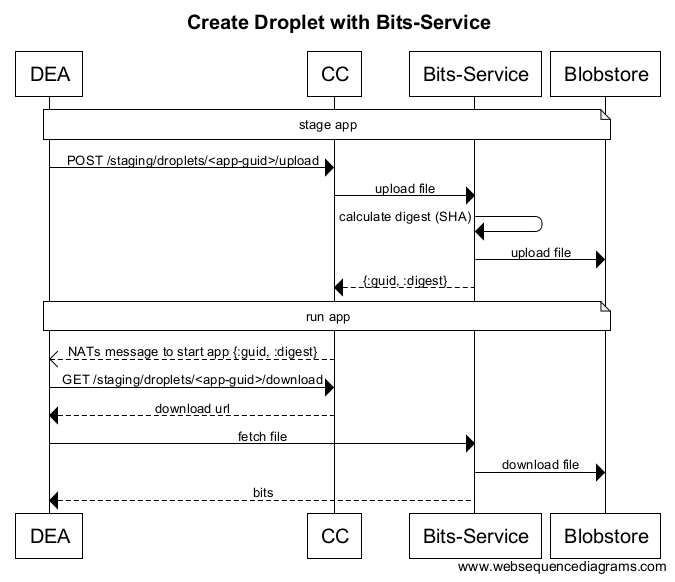 Create Droplet with Bits-Service
DEA
CC
Bits-Service
Blobstore
stage app
POST /staging/droplets/<app-guid>/upload
upload file
calculate digest (SHA)
upload file
{:guid, :digest}
run app
NATs message to start app {:guid, :digest}
GET /staging/droplets/<app-guid>/download
download url
fetch file
download file
bits
DEA
CC
Bits-Service
Blobstore
www.websequencediagrams.com